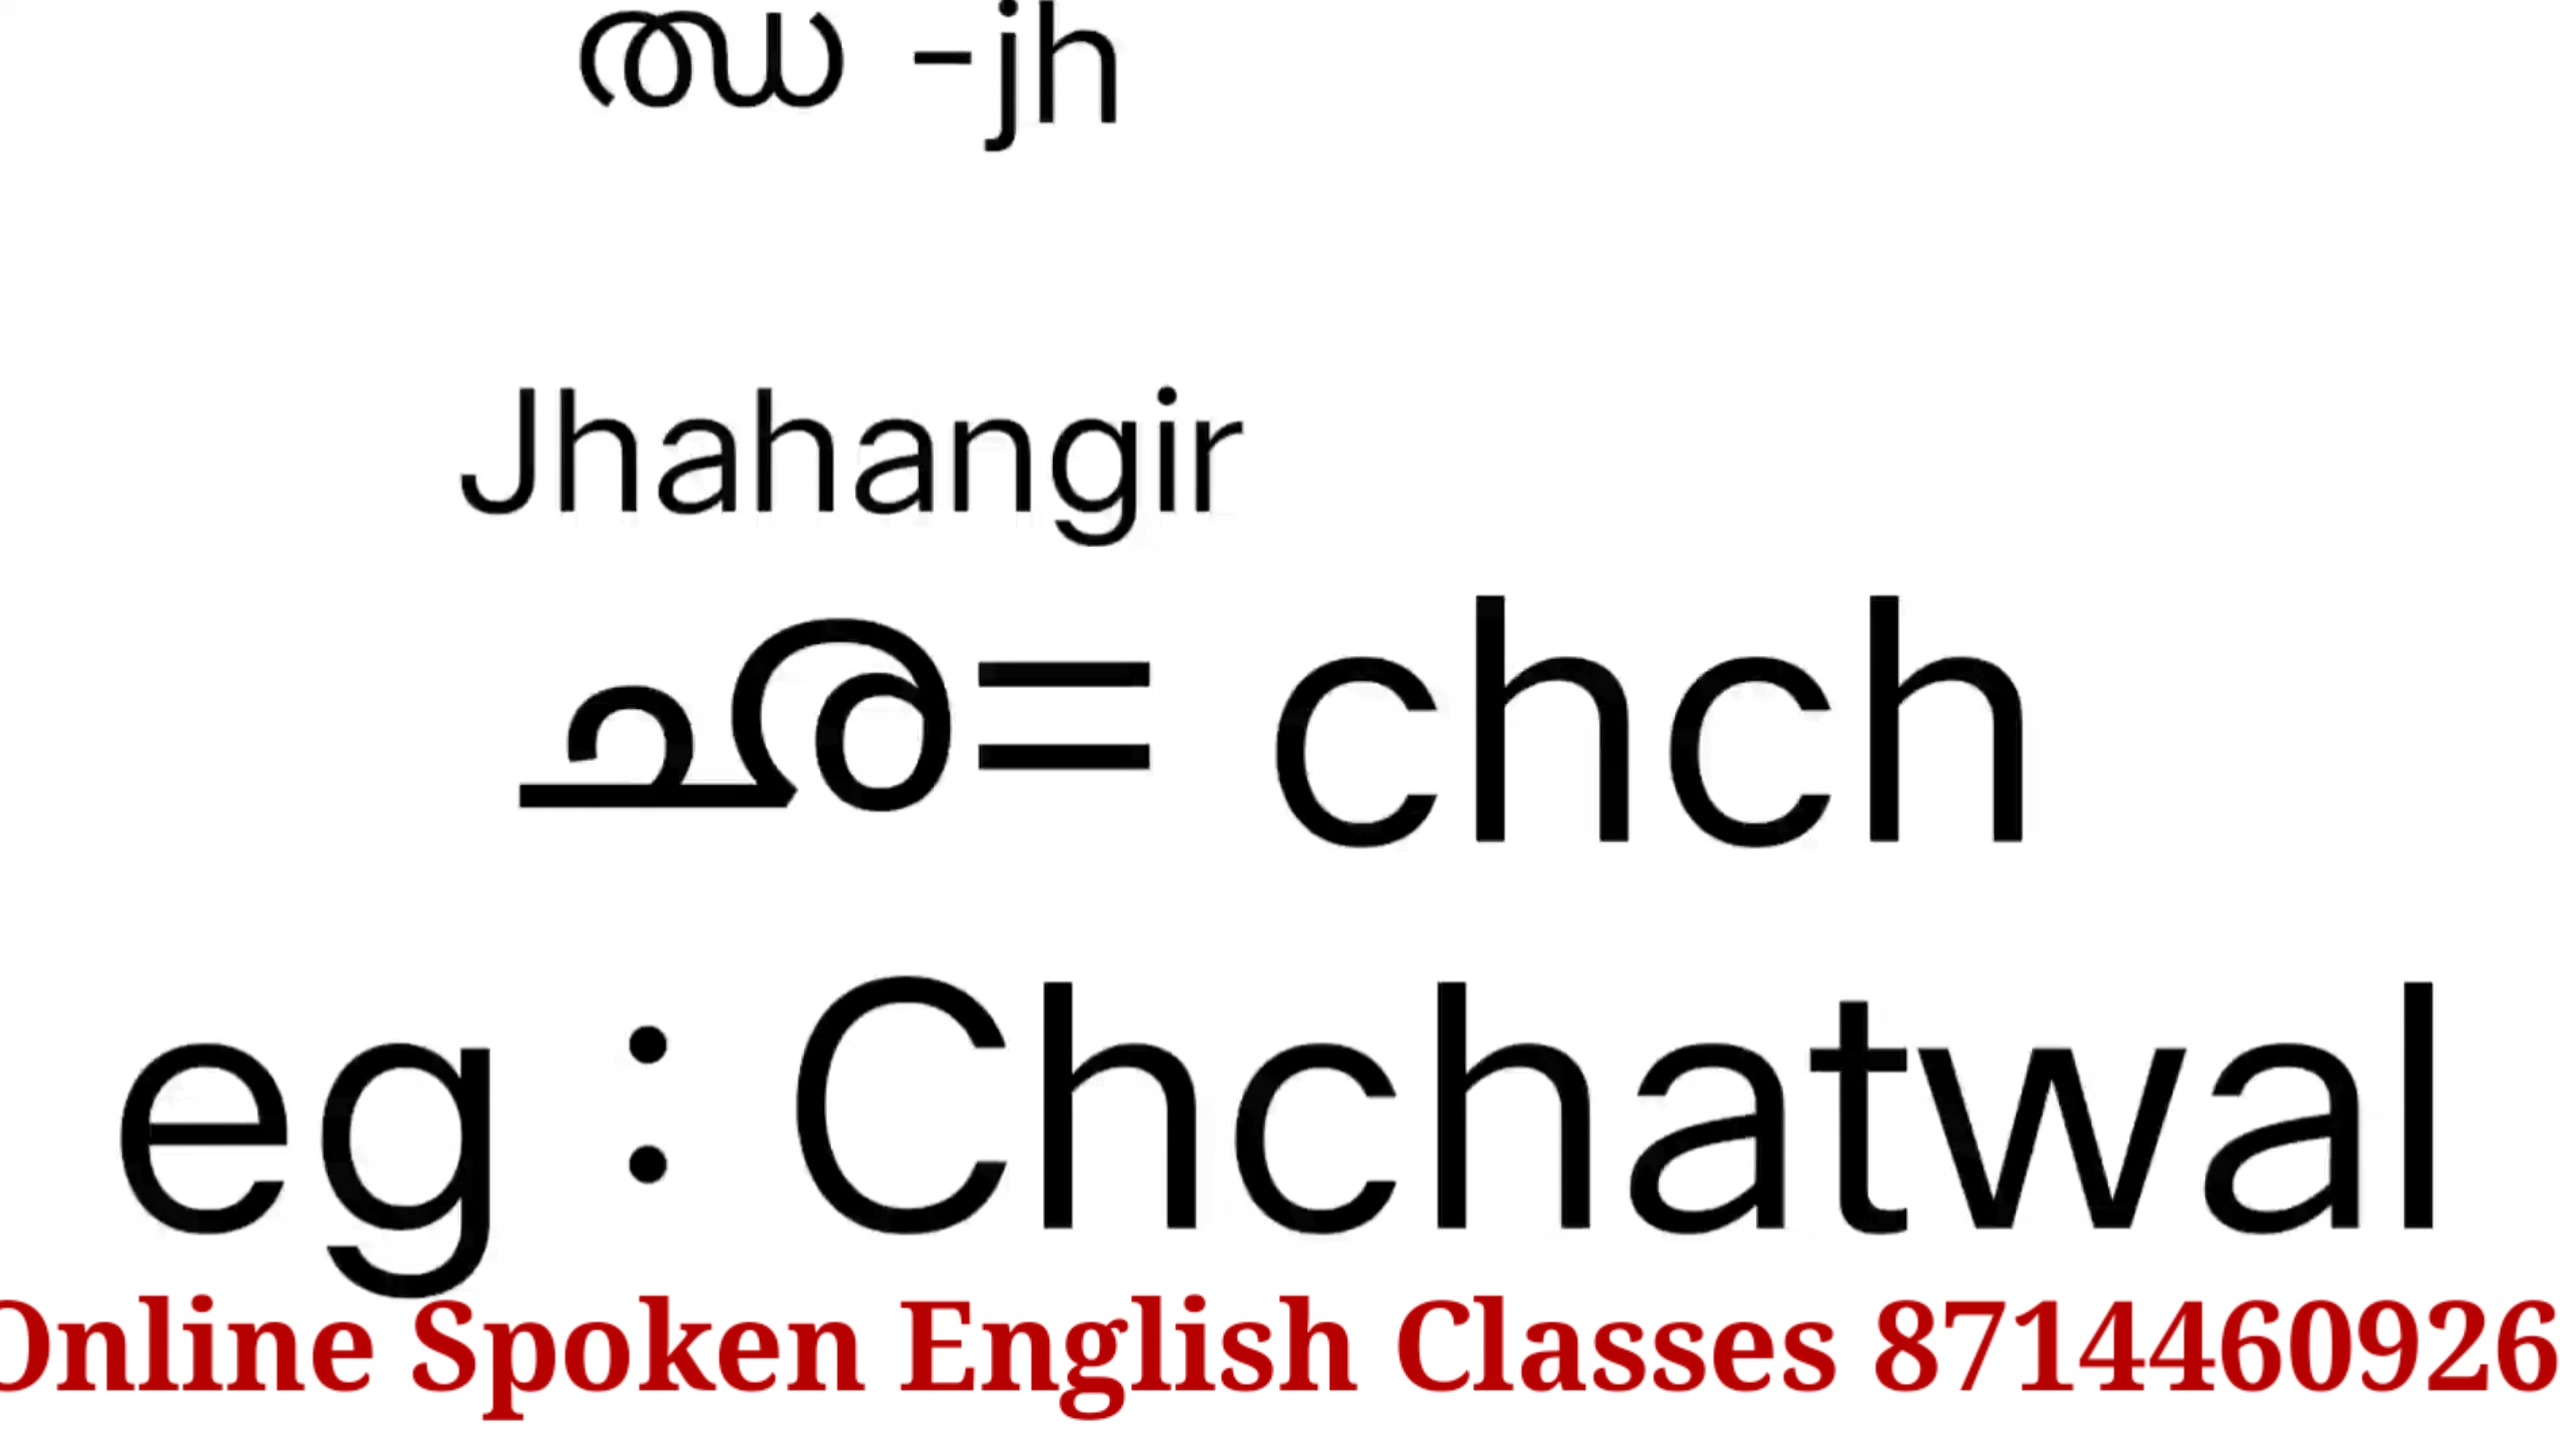 ഝ -jh
Jhahangir
ഛ= chch
eg : Chchatwal
Online Spoken English Classes 8714460926